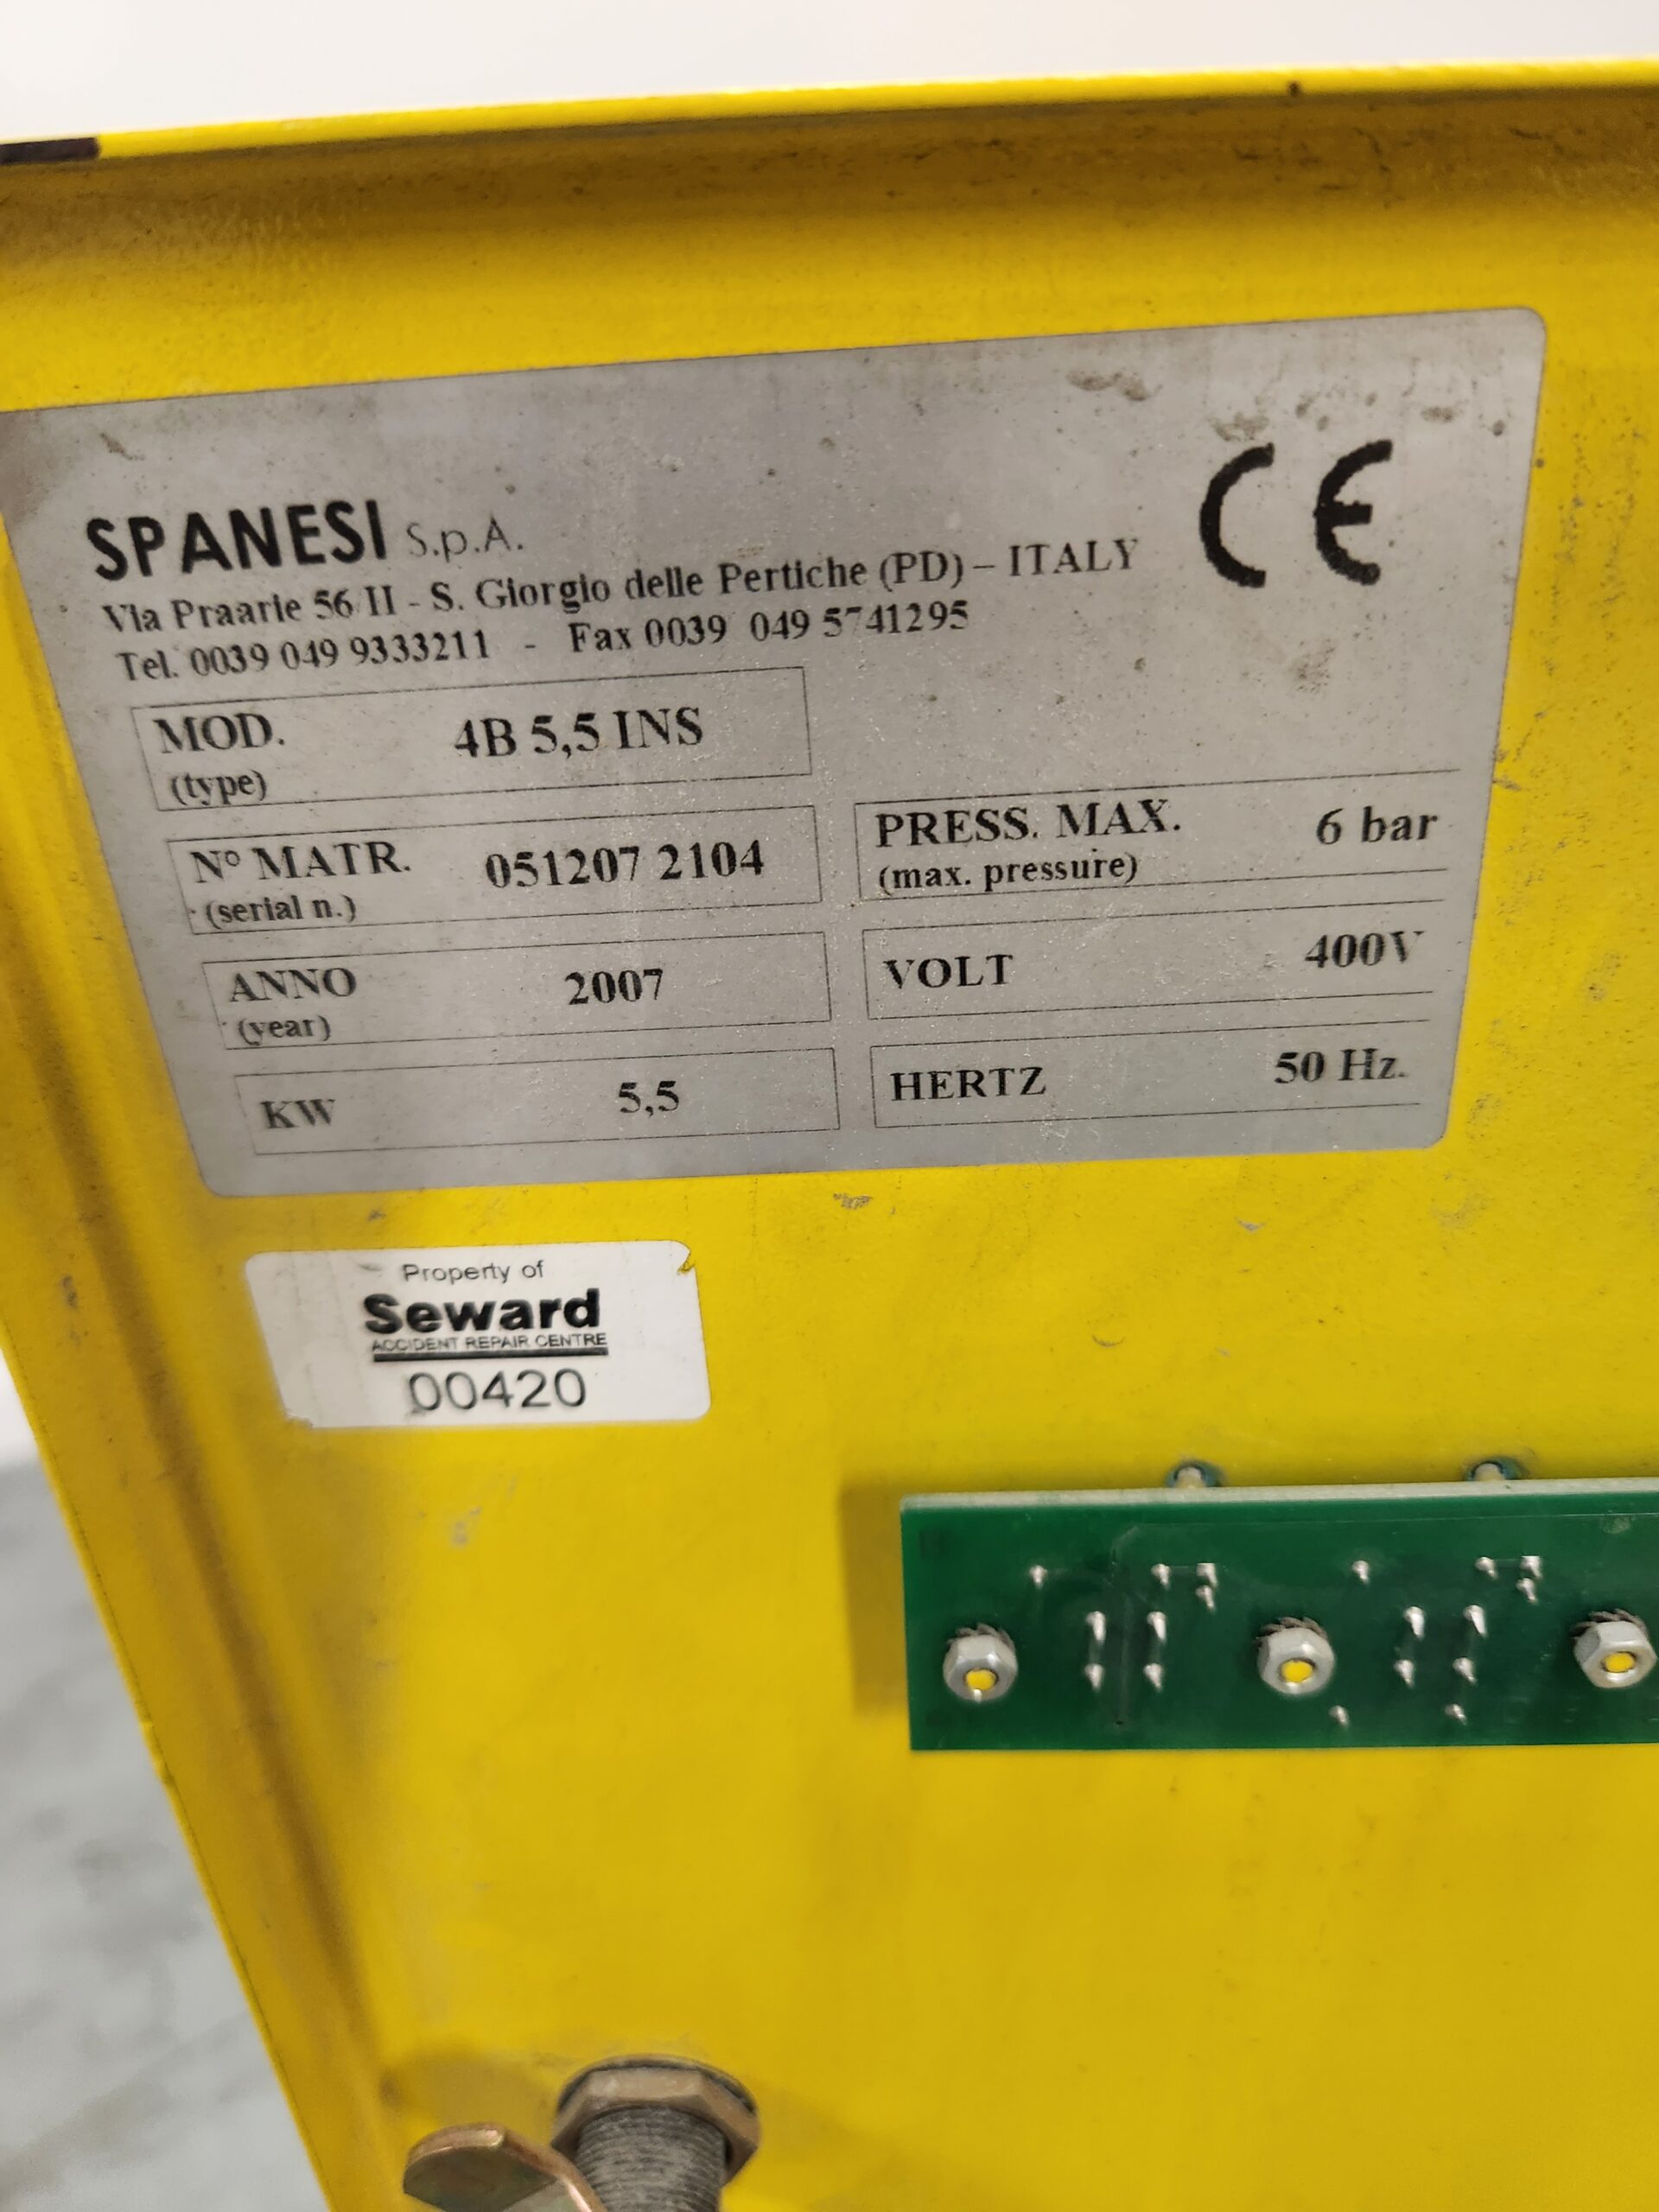 CE
SPANESI S.p.A.
Via Praarie 56 II - S. Giorgio delle Pertiche (PD) – ITALY
Tel. 0039 049 9333211 - Fax 0039 049 5741295
MOD. 4B 5,5 INS
(type)
N° MATR. 051207 2104
(serial n.)
PRESS. MAX. 6 bar
(max. pressure)
ANNO 2007
(year)
VOLT 400V
KW 5,5
HERTZ 50 Hz.
Property of
Seward
ACCIDENT REPAIR CENTRE
00420